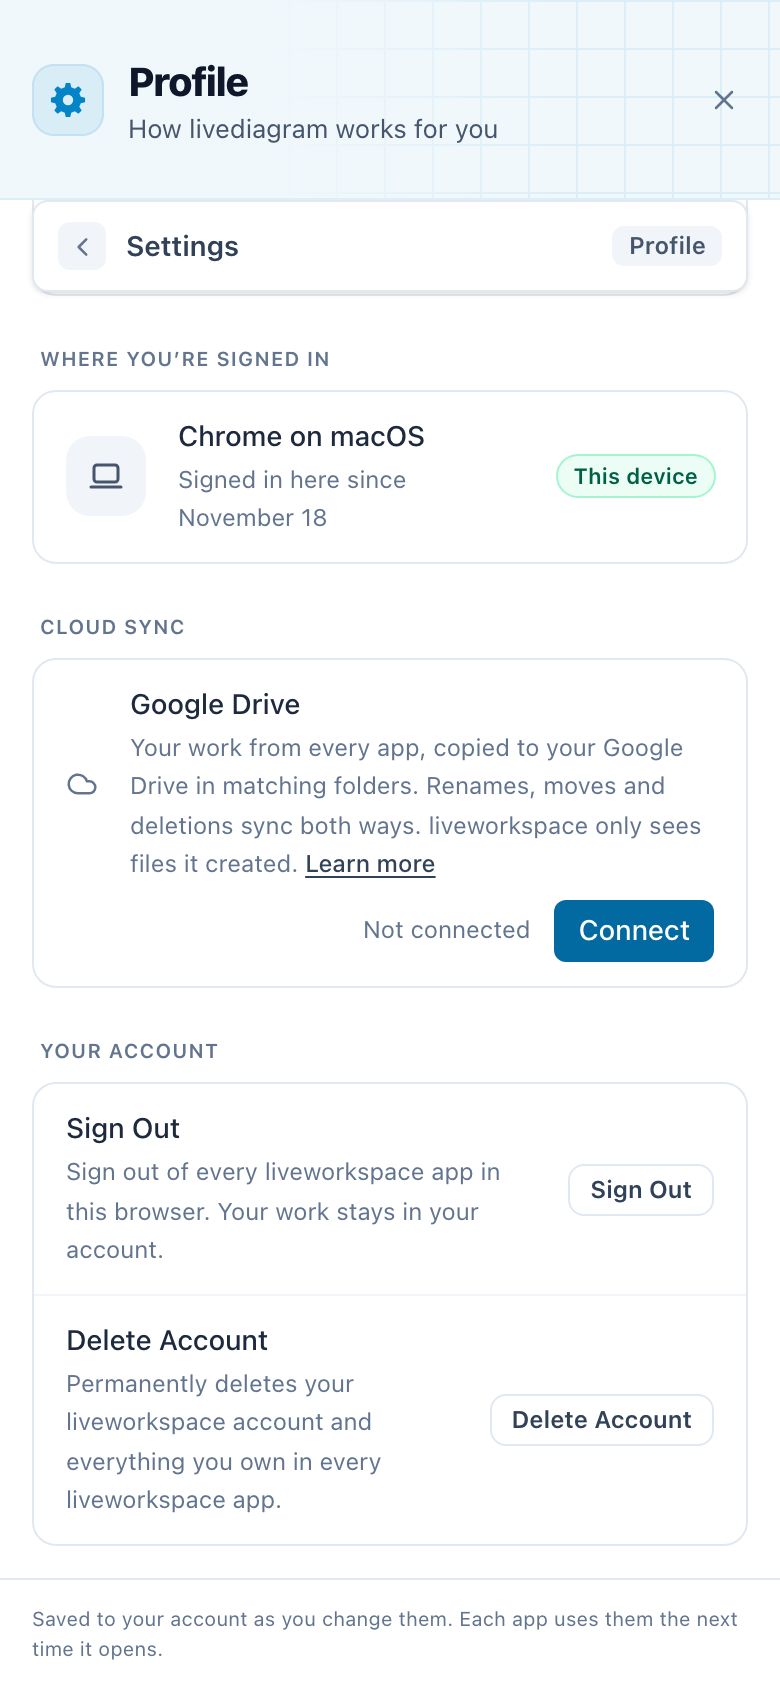 Profile
How livediagram works for you
Settings
Profile
WHERE YOU’RE SIGNED IN
Chrome on macOS
Signed in here since
November 18
This device
CLOUD SYNC
Google Drive
Your work from every app, copied to your Google
Drive in matching folders. Renames, moves and
deletions sync both ways. liveworkspace only sees
files it created. Learn more
Not connected
Connect
YOUR ACCOUNT
Sign Out
Sign out of every liveworkspace app in
this browser. Your work stays in your
account.
Sign Out
Delete Account
Permanently deletes your
liveworkspace account and
everything you own in every
liveworkspace app.
Delete Account
Saved to your account as you change them. Each app uses them the next
time it opens.